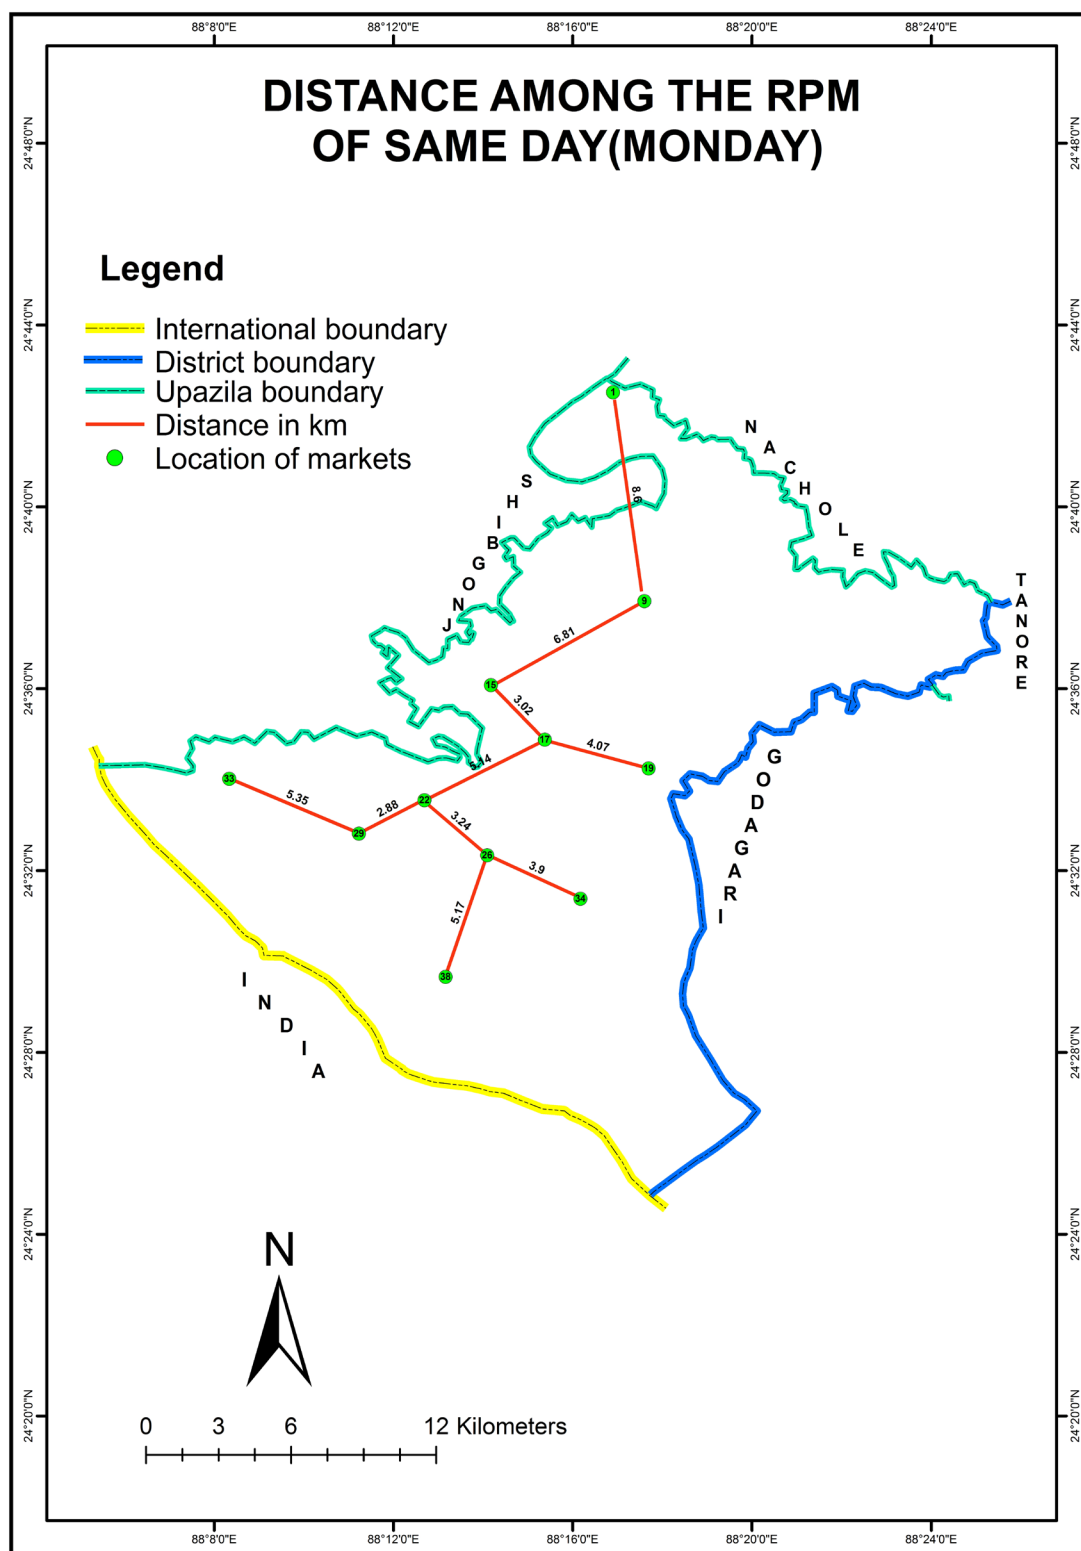 88°8'0"E
88°12'0"E
88°16'0"E
88°20'0"E
88°24'0"E
DISTANCE AMONG THE RPM
OF SAME DAY(MONDAY)
24°48'0"N
24°48'0"N
Legend
International boundary
District boundary
Upazila boundary
Distance in km
Location of markets
24°44'0"N
24°44'0"N
1
NACHOLE
8.6
SHIBGONJ
24°40'0"N
24°40'0"N
TANORE
9
6.81
15
3.02
24°36'0"N
24°36'0"N
17
4.07
19
5.14
GODAGARI
33
5.35
2.88
22
29
3.24
26
3.9
34
24°32'0"N
24°32'0"N
5.17
38
INDIA
24°28'0"N
24°28'0"N
24°24'0"N
24°24'0"N
N
24°20'0"N
24°20'0"N
0 3 6 12 Kilometers
88°8'0"E
88°12'0"E
88°16'0"E
88°20'0"E
88°24'0"E